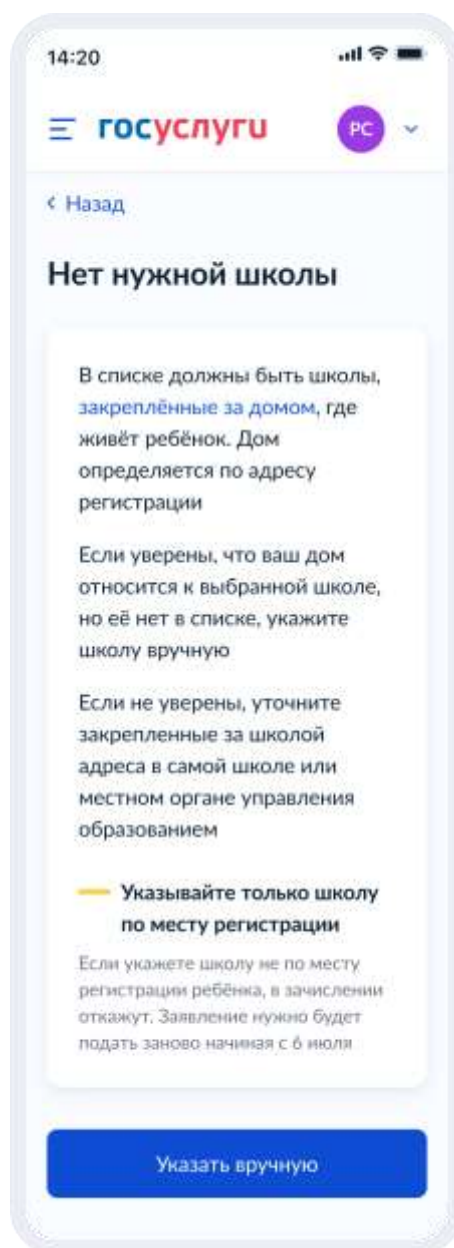 14:20
госуслуги
РС
Назад
Нет нужной школы
В списке должны быть школы,
закреплённые за домом, где
живёт ребёнок. Дом
определяется по адресу
регистрации
Если уверены, что ваш дом
относится к выбранной школе,
но её нет в списке, укажите
школу вручную
Если не уверены, уточните
закрепленные за школой
адреса в самой школе или
местном органе управления
образованием
Указывайте только школу
по месту регистрации
Если укажете школу не по месту
регистрации ребёнка, в зачислении
откажут. Заявление нужно будет
подать заново начиная с 6 июля
Указать вручную